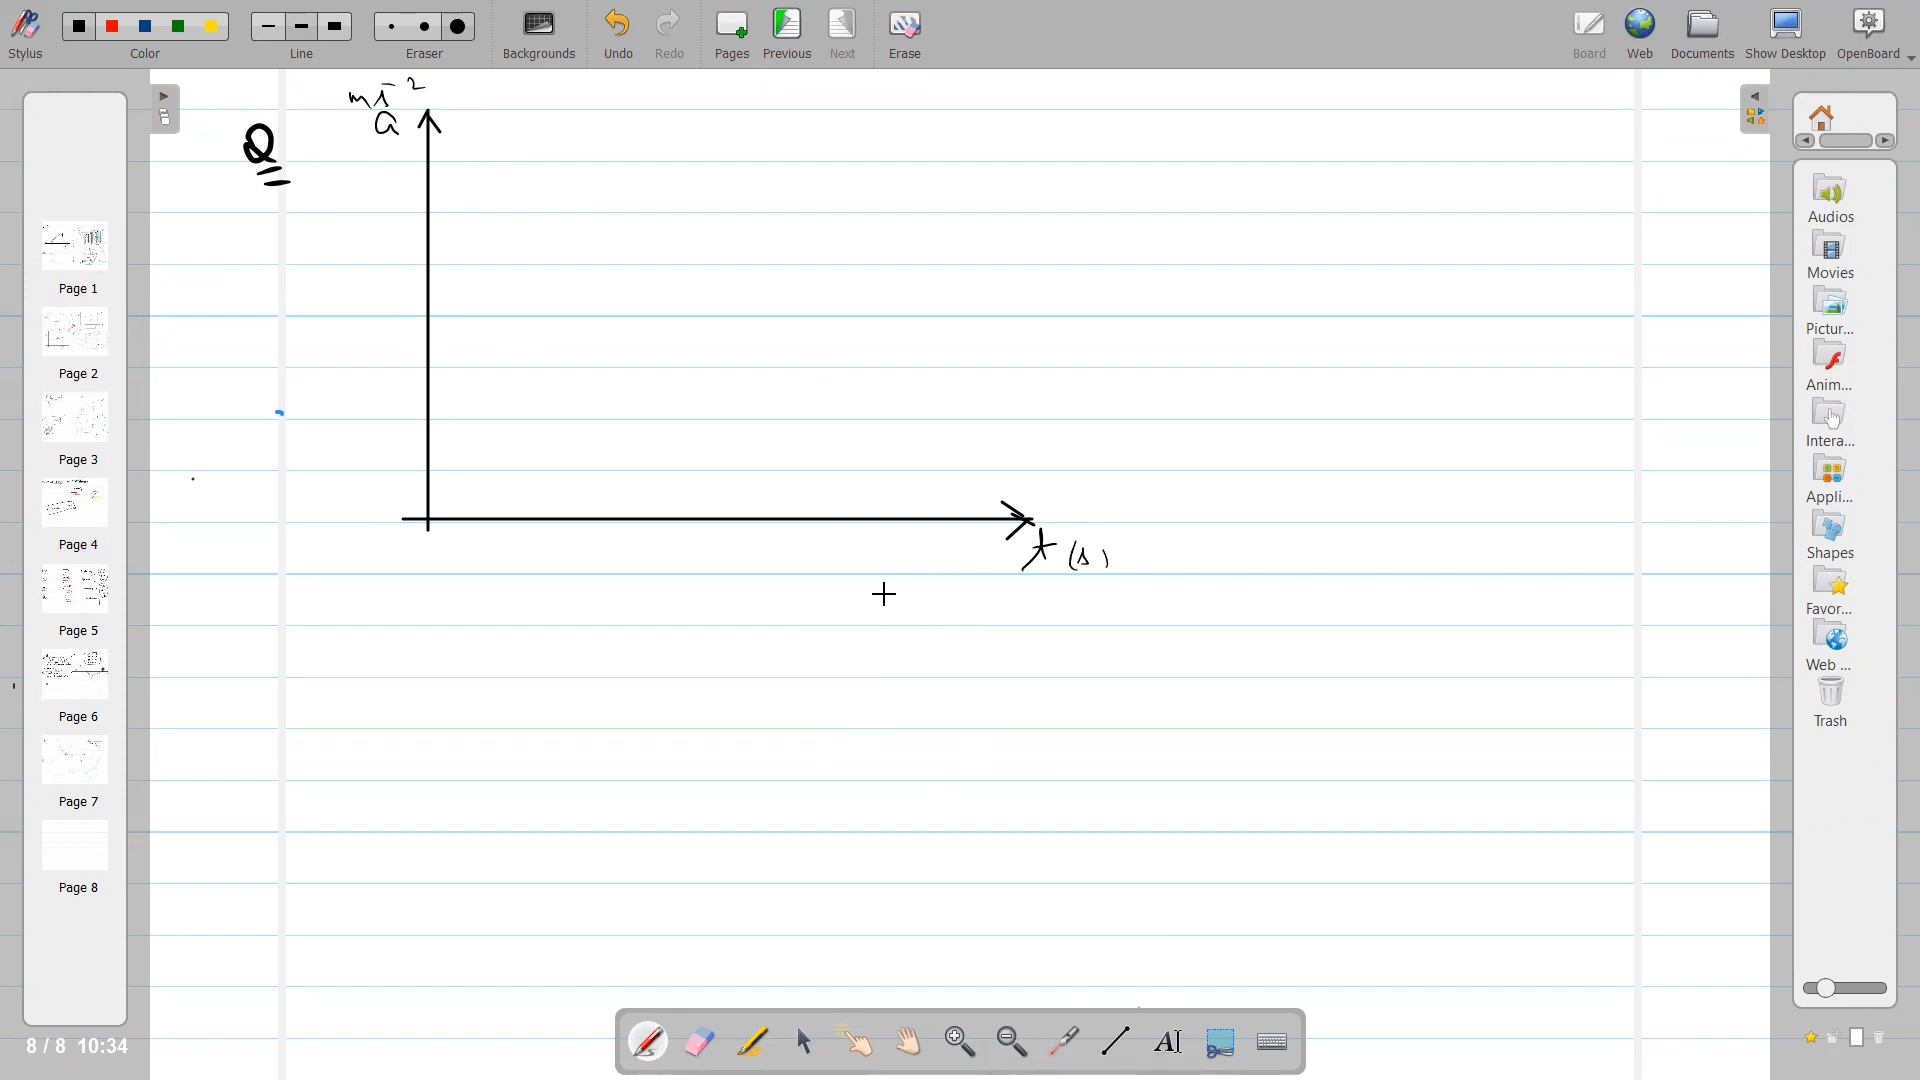 Stylus
Color
Line
Eraser
Backgrounds
Undo
Redo
Pages
Previous
Next
Erase
Board
Web
Documents
Show Desktop
OpenBoard
ms⁻²
a
Q
t (s)
Page 1
Page 2
Page 3
Page 4
Page 5
Page 6
Page 7
Page 8
8 / 8 10:34
Audios
Movies
Pictur...
Anim...
Intera...
Appli...
Shapes
Favor...
Web ...
Trash